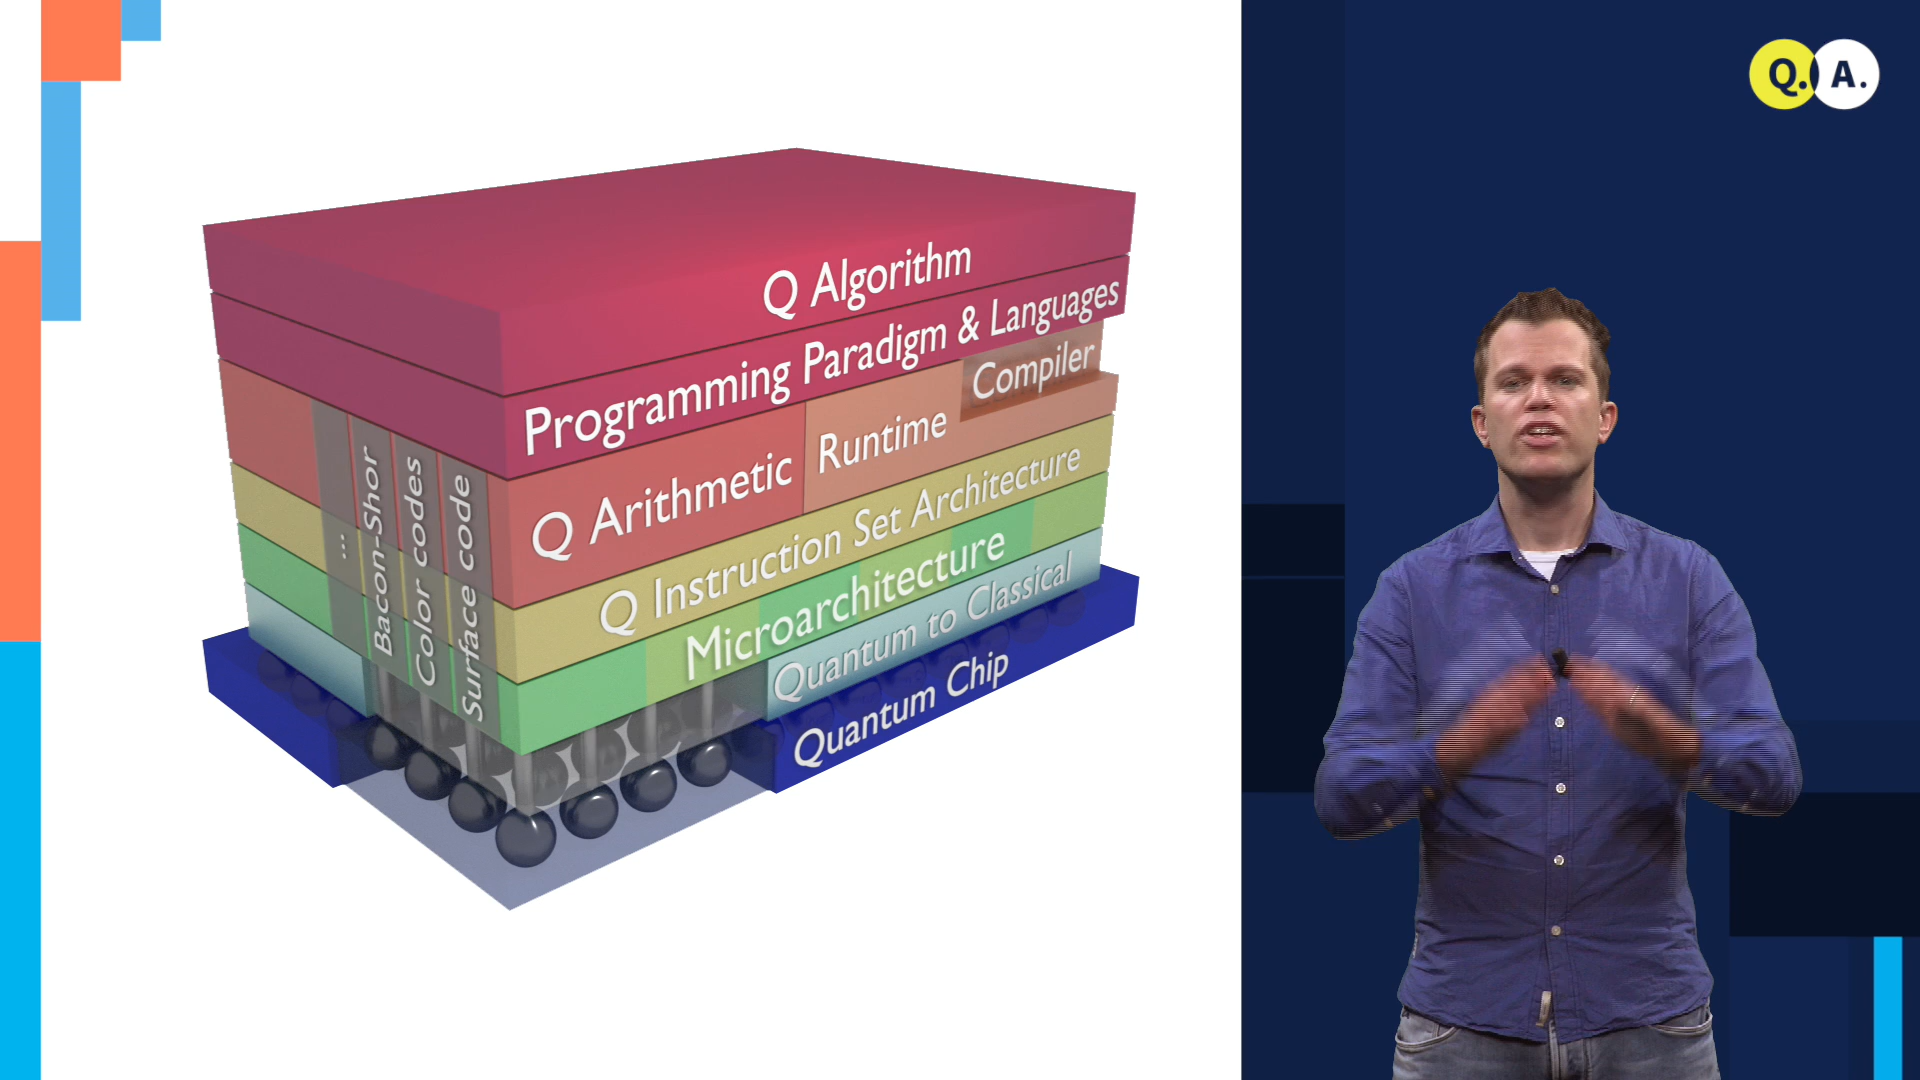 Q. A.
Q Algorithm
Programming Paradigm & Languages
Compiler
Q Arithmetic
Runtime
Q Instruction Set Architecture
Microarchitecture
Quantum to Classical
Quantum Chip
...
Bacon-Shor
Color codes
Surface code